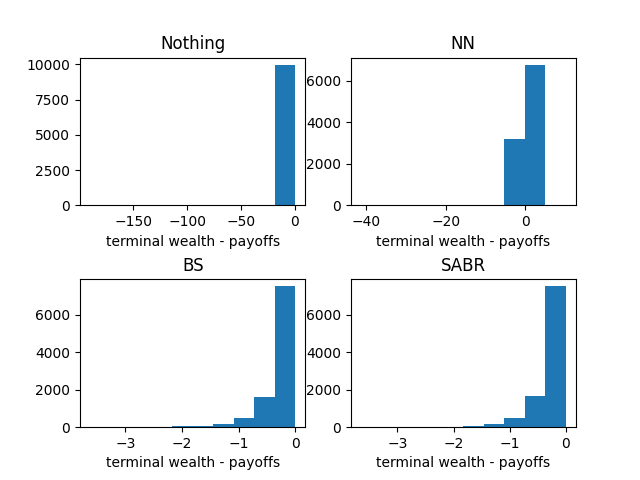 Nothing
10000
7500
5000
2500
0
−150 −100 −50 0
terminal wealth - payoffs
NN
6000
4000
2000
0
−40 −20 0
terminal wealth - payoffs
BS
6000
4000
2000
0
−3 −2 −1 0
terminal wealth - payoffs
SABR
6000
4000
2000
0
−3 −2 −1 0
terminal wealth - payoffs